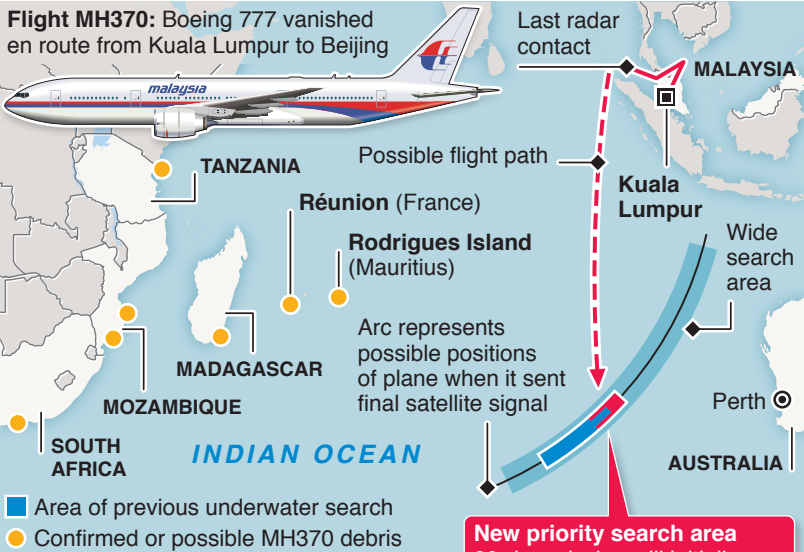 Flight MH370: Boeing 777 vanished
en route from Kuala Lumpur to Beijing
malaysia
Last radar
contact
MALAYSIA
TANZANIA
Possible flight path
Kuala
Lumpur
Réunion (France)
Rodrigues Island
(Mauritius)
Wide
search
area
Arc represents
possible positions
of plane when it sent
final satellite signal
MADAGASCAR
MOZAMBIQUE
Perth
SOUTH
AFRICA
INDIAN OCEAN
AUSTRALIA
Area of previous underwater search
Confirmed or possible MH370 debris
New priority search area